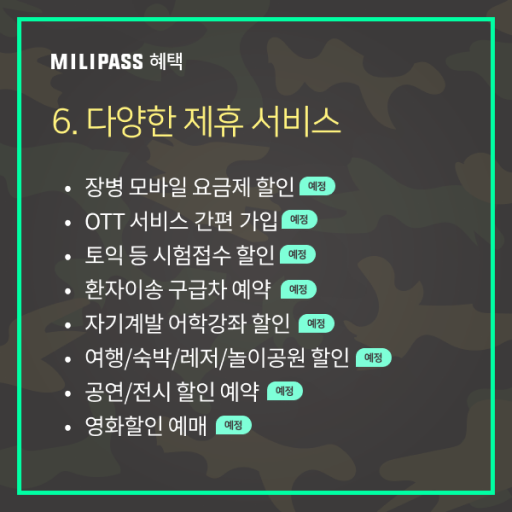 MILIPASS 혜택
6. 다양한 제휴 서비스
• 장병 모바일 요금제 할인 예정
• OTT 서비스 간편 가입 예정
• 토익 등 시험접수 할인 예정
• 환자이송 구급차 예약 예정
• 자기계발 어학강좌 할인 예정
• 여행/숙박/레저/놀이공원 할인 예정
• 공연/전시 할인 예약 예정
• 영화할인 예매 예정